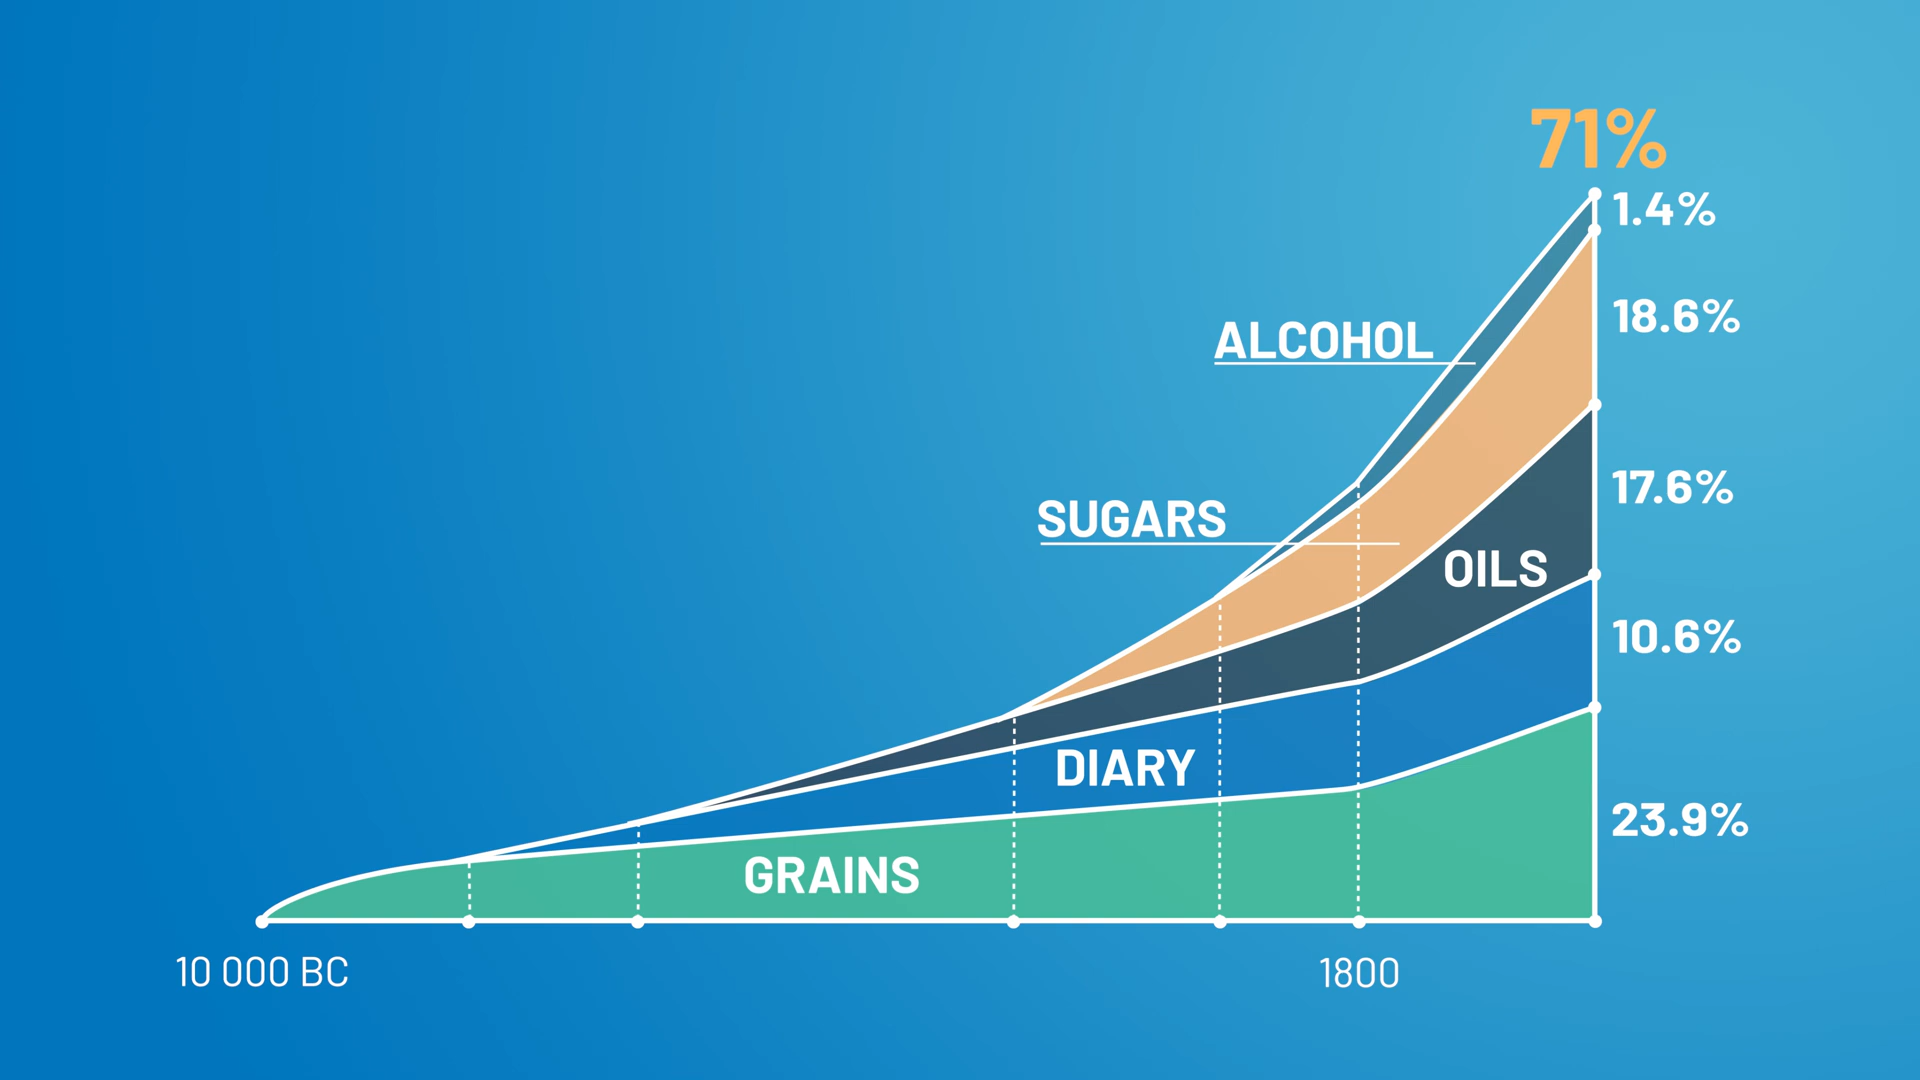 71%
1.4%
18.6%
ALCOHOL
17.6%
SUGARS
OILS
10.6%
DIARY
23.9%
GRAINS
10 000 BC
1800